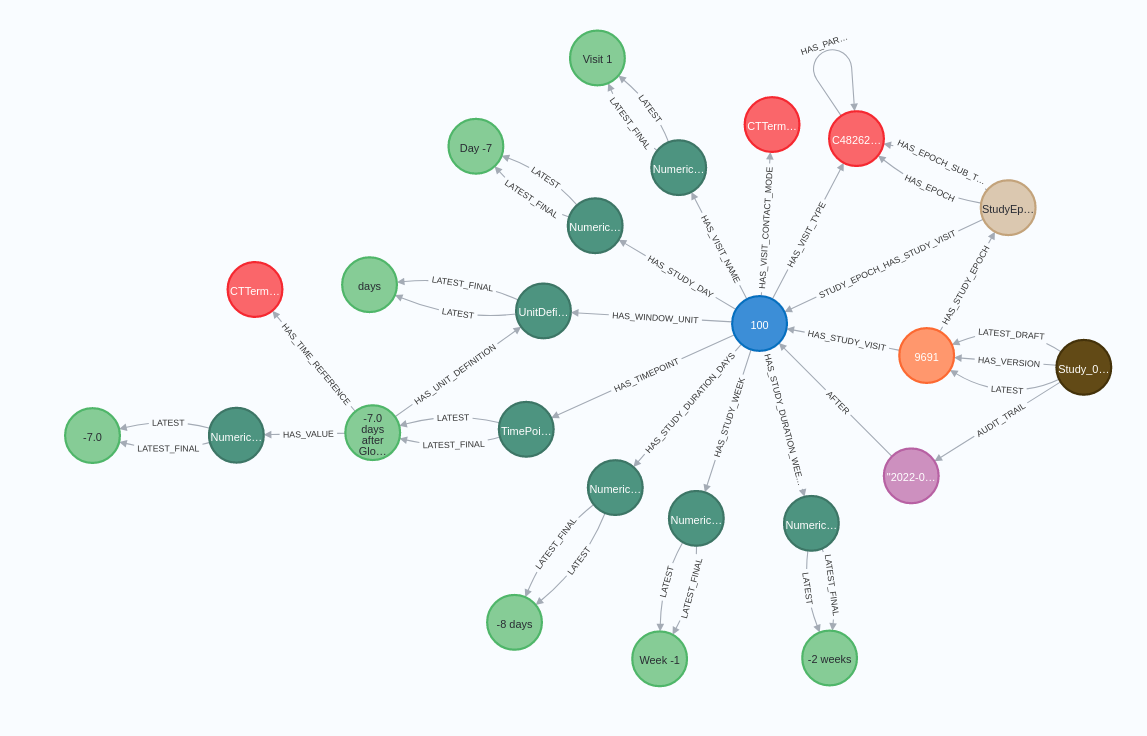 Visit 1
HAS_PAR…
LATEST
LATEST_FINAL
CTTerm…
C48262…
Day -7
Numeric…
HAS_EPOCH_SUB_T…
HAS_EPOCH
LATEST
LATEST_FINAL
StudyEp…
Numeric…
HAS_VISIT_NAME
HAS_VISIT_CONTACT_MODE
HAS_VISIT_TYPE
STUDY_EPOCH_HAS_STUDY_VISIT
HAS_STUDY_DAY
HAS_STUDY_EPOCH
days
LATEST_FINAL
LATEST
CTTerm…
UnitDefi…
HAS_WINDOW_UNIT
100
HAS_STUDY_VISIT
9691
LATEST_DRAFT
HAS_VERSION
LATEST
Study_0…
HAS_TIME_REFERENCE
HAS_UNIT_DEFINITION
HAS_TIMEPOINT
HAS_STUDY_DURATION_DAYS
HAS_STUDY_WEEK
HAS_STUDY_DURATION_WEE…
AFTER
AUDIT_TRAIL
-7.0
LATEST
LATEST_FINAL
Numeric…
HAS_VALUE
-7.0
days
after
Glo…
LATEST
LATEST_FINAL
TimePoi…
"2022-0…
Numeric…
Numeric…
Numeric…
LATEST_FINAL
LATEST
LATEST
LATEST_FINAL
LATEST
LATEST_FINAL
-8 days
Week -1
-2 weeks